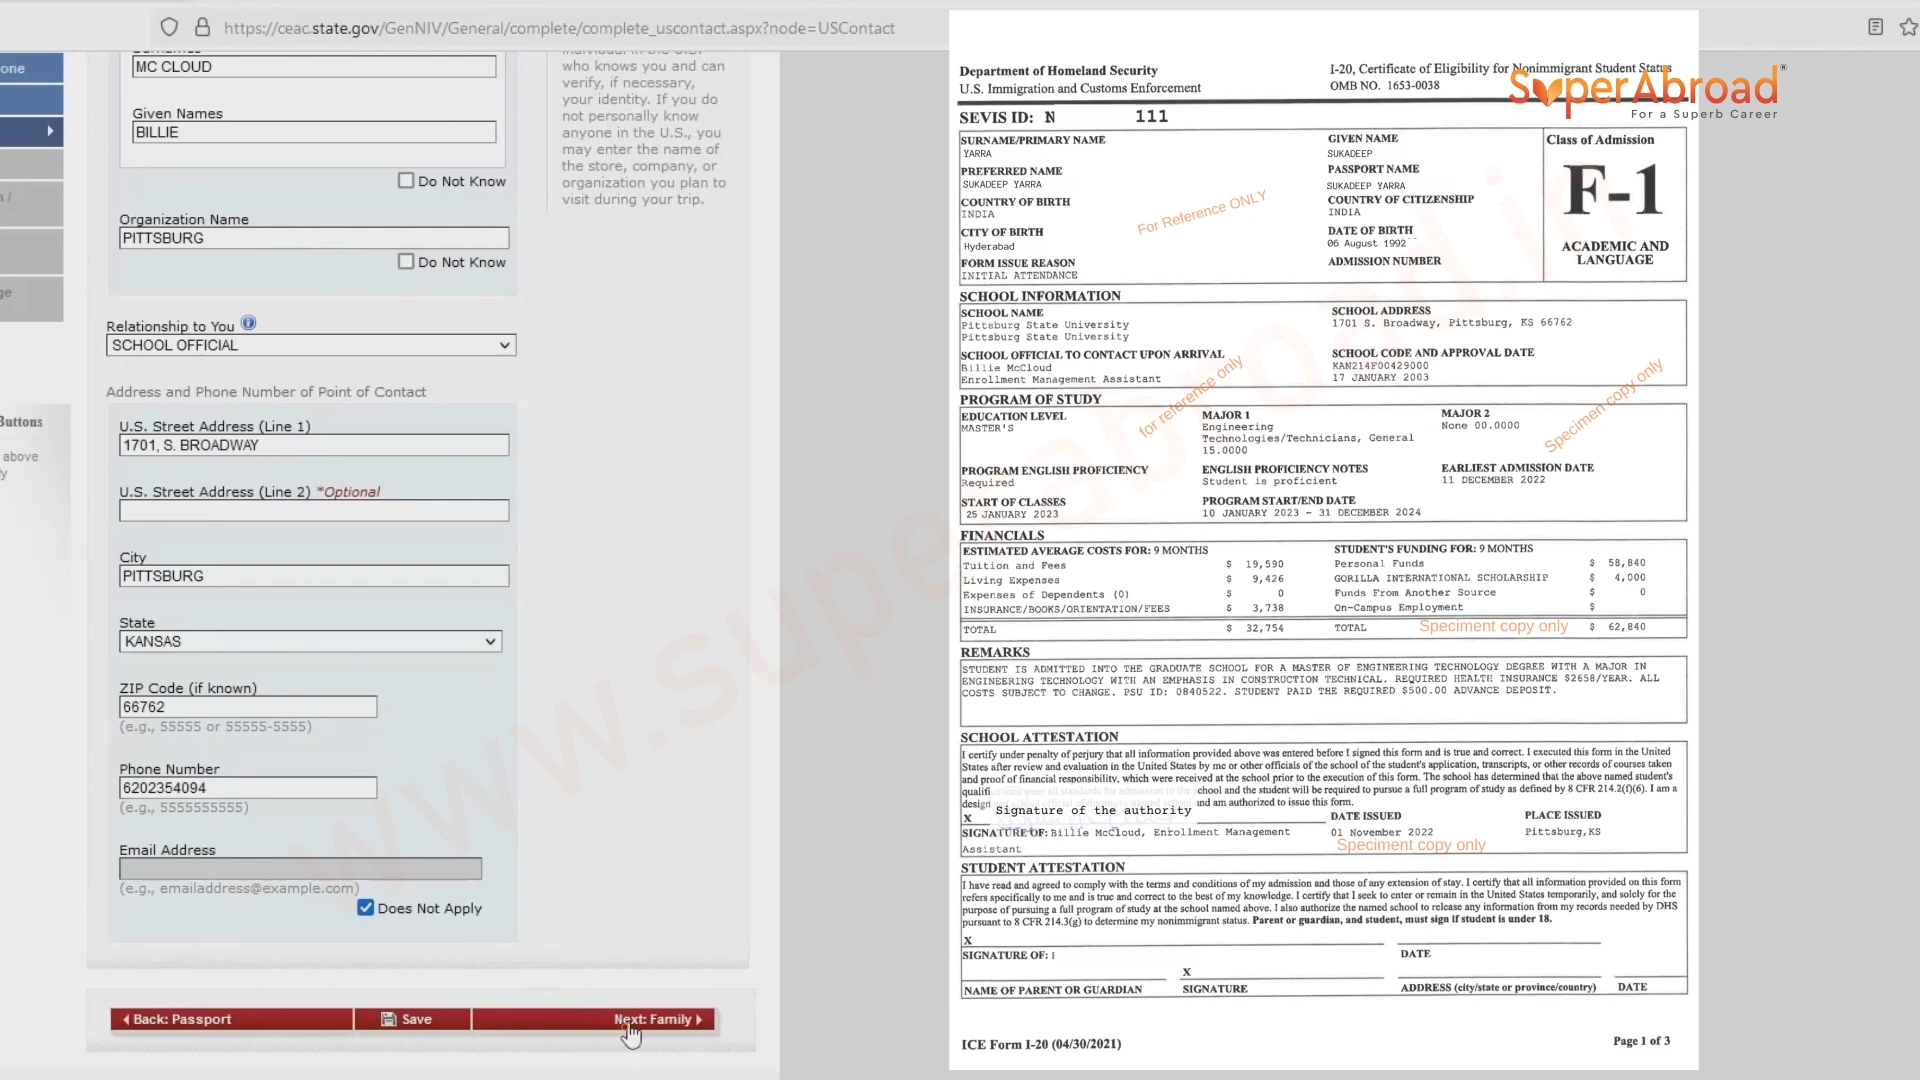 https://ceac.state.gov/GenNIV/General/complete/complete_uscontact.aspx?node=USContact
one
MC CLOUD
Given Names
BILLIE
Do Not Know
Organization Name
PITTSBURG
Do Not Know
who knows you and can
verify, if necessary,
your identity. If you do
not personally know
anyone in the U.S., you
may enter the name of
the store, company, or
organization you plan to
visit during your trip.
Relationship to You
SCHOOL OFFICIAL
Address and Phone Number of Point of Contact
U.S. Street Address (Line 1)
1701, S. BROADWAY
U.S. Street Address (Line 2) *Optional
City
PITTSBURG
State
KANSAS
ZIP Code (if known)
66762
(e.g., 55555 or 55555-5555)
Phone Number
6202354094
(e.g., 5555555555)
Email Address
(e.g., emailaddress@example.com)
Does Not Apply
Buttons
above
Back: Passport
Save
Next: Family
Department of Homeland Security
U.S. Immigration and Customs Enforcement
I-20, Certificate of Eligibility for Nonimmigrant Student Status
OMB NO. 1653-0038
SuperAbroad®
For a Superb Career
SEVIS ID: N 111
SURNAME/PRIMARY NAME
YARRA
PREFERRED NAME
SUKADEEP YARRA
COUNTRY OF BIRTH
INDIA
CITY OF BIRTH
Hyderabad
FORM ISSUE REASON
INITIAL ATTENDANCE
For Reference ONLY
GIVEN NAME
SUKADEEP
PASSPORT NAME
SUKADEEP YARRA
COUNTRY OF CITIZENSHIP
INDIA
DATE OF BIRTH
06 August 1992
ADMISSION NUMBER
Class of Admission
F-1
ACADEMIC AND
LANGUAGE
SCHOOL INFORMATION
SCHOOL NAME
Pittsburg State University
Pittsburg State University
SCHOOL OFFICIAL TO CONTACT UPON ARRIVAL
Billie McCloud
Enrollment Management Assistant
for reference only
SCHOOL ADDRESS
1701 S. Broadway, Pittsburg, KS 66762
SCHOOL CODE AND APPROVAL DATE
KAN214F00429000
17 JANUARY 2003
Specimen copy only
PROGRAM OF STUDY
EDUCATION LEVEL
MASTER'S
MAJOR 1
Engineering
Technologies/Technicians, General
15.0000
MAJOR 2
None 00.0000
PROGRAM ENGLISH PROFICIENCY
Required
ENGLISH PROFICIENCY NOTES
Student is proficient
EARLIEST ADMISSION DATE
11 DECEMBER 2022
START OF CLASSES
25 JANUARY 2023
PROGRAM START/END DATE
10 JANUARY 2023 - 31 DECEMBER 2024
FINANCIALS
ESTIMATED AVERAGE COSTS FOR: 9 MONTHS
Tuition and Fees $ 19,590
Living Expenses $ 9,426
Expenses of Dependents (0) $ 0
INSURANCE/BOOKS/ORIENTATION/FEES $ 3,738
TOTAL $ 32,754
STUDENT'S FUNDING FOR: 9 MONTHS
Personal Funds $ 58,840
GORILLA INTERNATIONAL SCHOLARSHIP $ 4,000
Funds From Another Source $ 0
On-Campus Employment $
TOTAL Speciment copy only $ 62,840
REMARKS
STUDENT IS ADMITTED INTO THE GRADUATE SCHOOL FOR A MASTER OF ENGINEERING TECHNOLOGY DEGREE WITH A MAJOR IN
ENGINEERING TECHNOLOGY WITH AN EMPHASIS IN CONSTRUCTION TECHNICAL. REQUIRED HEALTH INSURANCE $2658/YEAR. ALL
COSTS SUBJECT TO CHANGE. PSU ID: 0840522. STUDENT PAID THE REQUIRED $500.00 ADVANCE DEPOSIT.
SCHOOL ATTESTATION
I certify under penalty of perjury that all information provided above was entered before I signed this form and is true and correct. I executed this form in the United
States after review and evaluation in the United States by me or other officials of the school of the student's application, transcripts, or other records of courses taken
and proof of financial responsibility, which were received at the school prior to the execution of this form. The school has determined that the above named student's
qualifications meet all standards for admission to the school and the student will be required to pursue a full program of study as defined by 8 CFR 214.2(f)(6). I am a
and am authorized to issue this form.
X Signature of the authority
DATE ISSUED
PLACE ISSUED
SIGNATURE OF: Billie McCloud, Enrollment Management
Assistant
01 November 2022
Pittsburg,KS
Speciment copy only
STUDENT ATTESTATION
I have read and agreed to comply with the terms and conditions of my admission and those of any extension of stay. I certify that all information provided on this form
refers specifically to me and is true and correct to the best of my knowledge. I certify that I seek to enter or remain in the United States temporarily, and solely for the
purpose of pursuing a full program of study at the school named above. I also authorize the named school to release any information from my records needed by DHS
pursuant to 8 CFR 214.3(g) to determine my nonimmigrant status. Parent or guardian, and student, must sign if student is under 18.
X
SIGNATURE OF:
DATE
X
NAME OF PARENT OR GUARDIAN
SIGNATURE
ADDRESS (city/state or province/country)
DATE
ICE Form I-20 (04/30/2021)
Page 1 of 3
www.superabroad.in